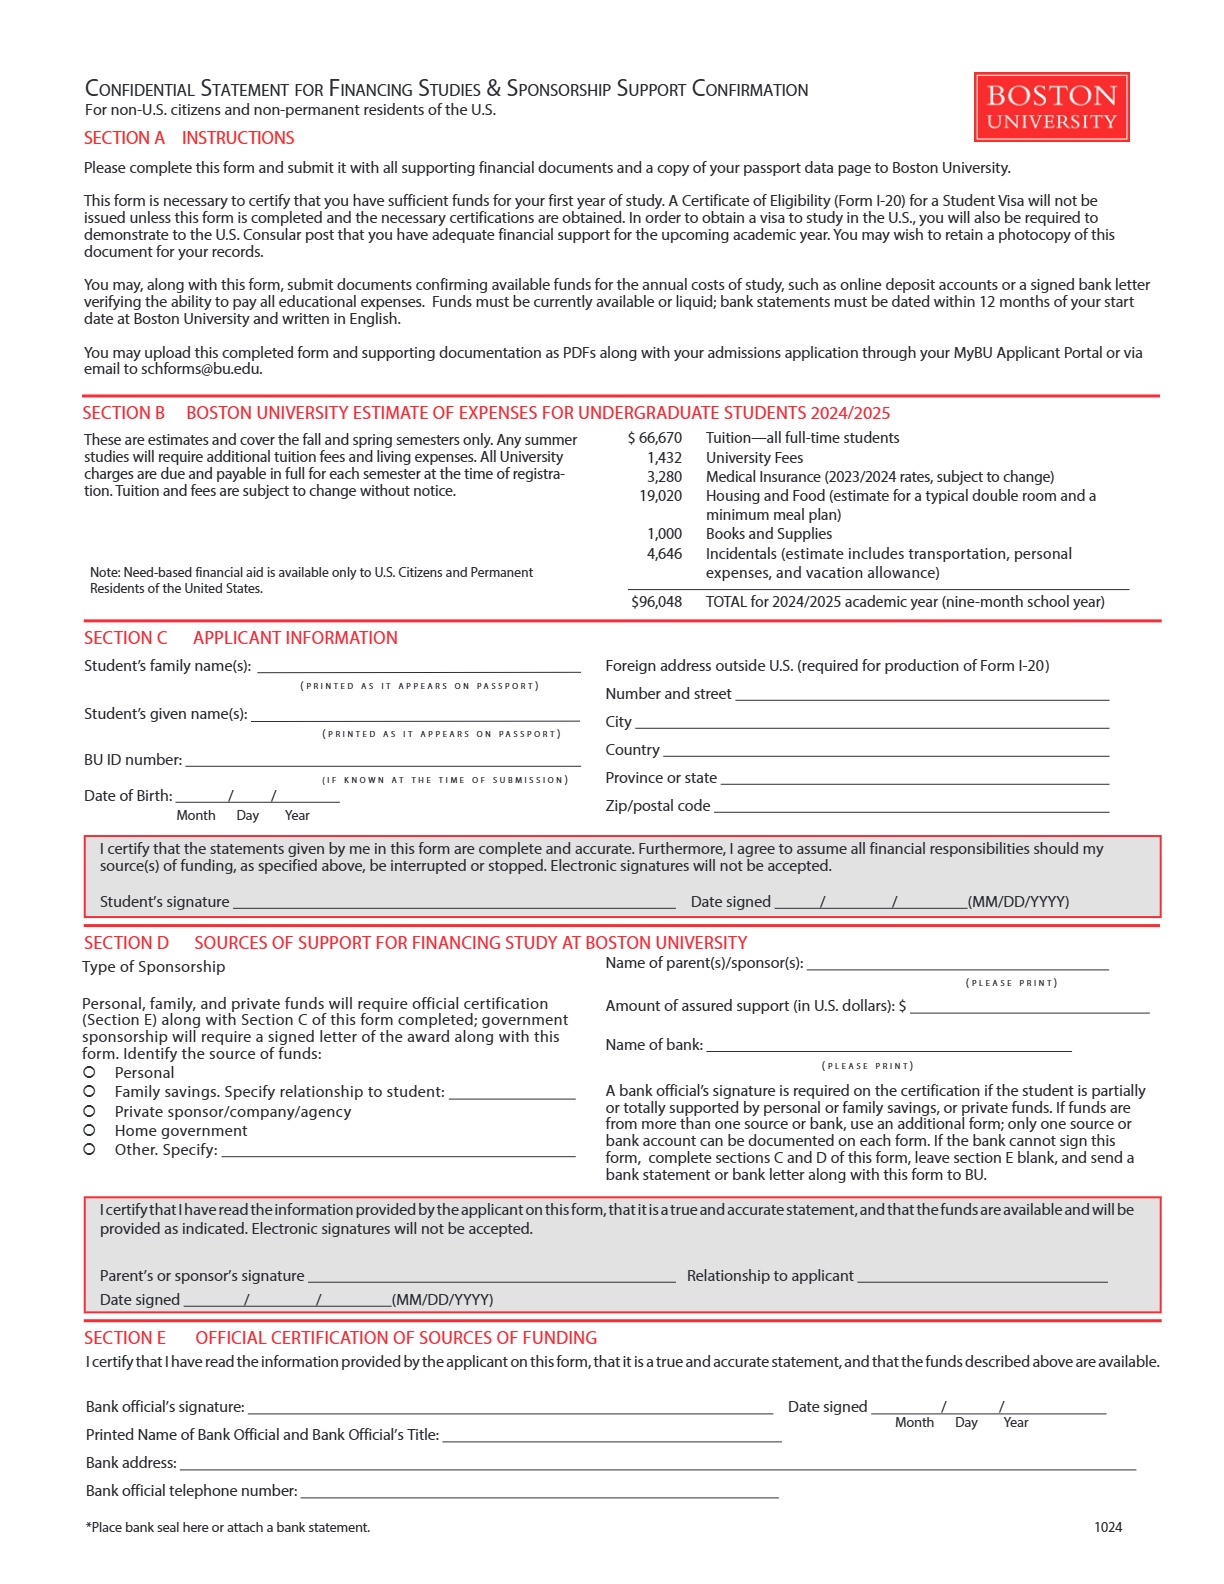 CONFIDENTIAL STATEMENT FOR FINANCING STUDIES & SPONSORSHIP SUPPORT CONFIRMATION
For non-U.S. citizens and non-permanent residents of the U.S.
BOSTON
UNIVERSITY
SECTION A INSTRUCTIONS
Please complete this form and submit it with all supporting financial documents and a copy of your passport data page to Boston University.
This form is necessary to certify that you have sufficient funds for your first year of study. A Certificate of Eligibility (Form I-20) for a Student Visa will not be
issued unless this form is completed and the necessary certifications are obtained. In order to obtain a visa to study in the U.S., you will also be required to
demonstrate to the U.S. Consular post that you have adequate financial support for the upcoming academic year. You may wish to retain a photocopy of this
document for your records.
You may, along with this form, submit documents confirming available funds for the annual costs of study, such as online deposit accounts or a signed bank letter
verifying the ability to pay all educational expenses. Funds must be currently available or liquid; bank statements must be dated within 12 months of your start
date at Boston University and written in English.
You may upload this completed form and supporting documentation as PDFs along with your admissions application through your MyBU Applicant Portal or via
email to schforms@bu.edu.
SECTION B BOSTON UNIVERSITY ESTIMATE OF EXPENSES FOR UNDERGRADUATE STUDENTS 2024/2025
These are estimates and cover the fall and spring semesters only. Any summer
studies will require additional tuition fees and living expenses. All University
charges are due and payable in full for each semester at the time of registra-
tion. Tuition and fees are subject to change without notice.
Note: Need-based financial aid is available only to U.S. Citizens and Permanent
Residents of the United States.
$ 66,670 Tuition—all full-time students
1,432 University Fees
3,280 Medical Insurance (2023/2024 rates, subject to change)
19,020 Housing and Food (estimate for a typical double room and a
minimum meal plan)
1,000 Books and Supplies
4,646 Incidentals (estimate includes transportation, personal
expenses, and vacation allowance)
$96,048 TOTAL for 2024/2025 academic year (nine-month school year)
SECTION C APPLICANT INFORMATION
Student's family name(s):
(PRINTED AS IT APPEARS ON PASSPORT)
Student's given name(s):
(PRINTED AS IT APPEARS ON PASSPORT)
BU ID number:
(IF KNOWN AT THE TIME OF SUBMISSION)
Date of Birth: / /
Month Day Year
Foreign address outside U.S. (required for production of Form I-20)
Number and street
City
Country
Province or state
Zip/postal code
I certify that the statements given by me in this form are complete and accurate. Furthermore, I agree to assume all financial responsibilities should my
source(s) of funding, as specified above, be interrupted or stopped. Electronic signatures will not be accepted.
Student's signature Date signed / / (MM/DD/YYYY)
SECTION D SOURCES OF SUPPORT FOR FINANCING STUDY AT BOSTON UNIVERSITY
Type of Sponsorship
Personal, family, and private funds will require official certification
(Section E) along with Section C of this form completed; government
sponsorship will require a signed letter of the award along with this
form. Identify the source of funds:
Personal
Family savings. Specify relationship to student:
Private sponsor/company/agency
Home government
Other. Specify:
Name of parent(s)/sponsor(s):
(PLEASE PRINT)
Amount of assured support (in U.S. dollars): $
Name of bank:
(PLEASE PRINT)
A bank official's signature is required on the certification if the student is partially
or totally supported by personal or family savings, or private funds. If funds are
from more than one source or bank, use an additional form; only one source or
bank account can be documented on each form. If the bank cannot sign this
form, complete sections C and D of this form, leave section E blank, and send a
bank statement or bank letter along with this form to BU.
I certify that I have read the information provided by the applicant on this form, that it is a true and accurate statement, and that the funds are available and will be
provided as indicated. Electronic signatures will not be accepted.
Parent's or sponsor's signature Relationship to applicant
Date signed / / (MM/DD/YYYY)
SECTION E OFFICIAL CERTIFICATION OF SOURCES OF FUNDING
I certify that I have read the information provided by the applicant on this form, that it is a true and accurate statement, and that the funds described above are available.
Bank official's signature: Date signed / /
Month Day Year
Printed Name of Bank Official and Bank Official's Title:
Bank address:
Bank official telephone number:
*Place bank seal here or attach a bank statement.
1024